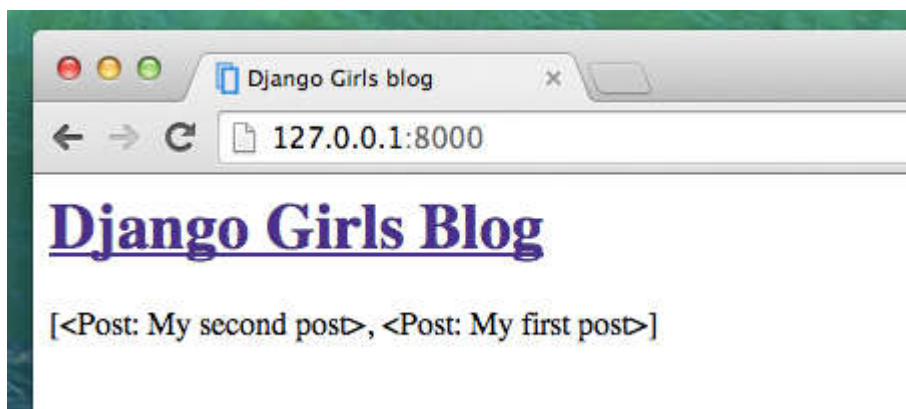 Django Girls blog
127.0.0.1:8000
Django Girls Blog
[<Post: My second post>, <Post: My first post>]